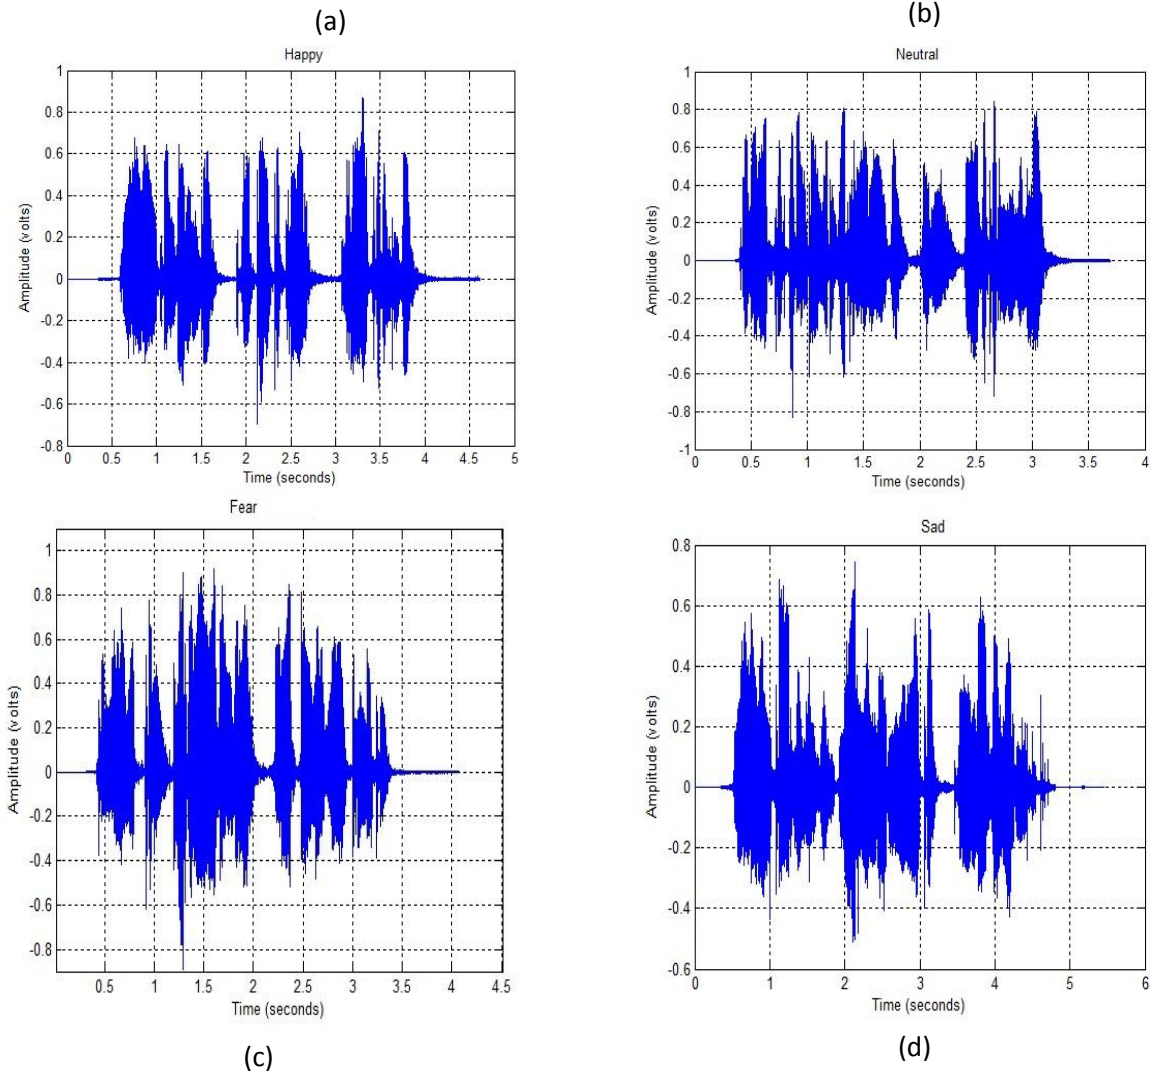 (a)
Happy
1
0.8
0.6
0.4
0.2
0
-0.2
-0.4
-0.6
-0.8
Amplitude (volts)
0 0.5 1 1.5 2 2.5 3 3.5 4 4.5 5
Time (seconds)
(b)
Neutral
1
0.8
0.6
0.4
0.2
0
-0.2
-0.4
-0.6
-0.8
-1
Amplitude (volts)
0 0.5 1 1.5 2 2.5 3 3.5 4
Time (seconds)
Fear
1
0.8
0.6
0.4
0.2
0
-0.2
-0.4
-0.6
-0.8
Amplitude (volts)
0.5 1 1.5 2 2.5 3 3.5 4 4.5
Time (seconds)
(c)
Sad
0.8
0.6
0.4
0.2
0
-0.2
-0.4
-0.6
Amplitude (volts)
0 1 2 3 4 5 6
Time (seconds)
(d)